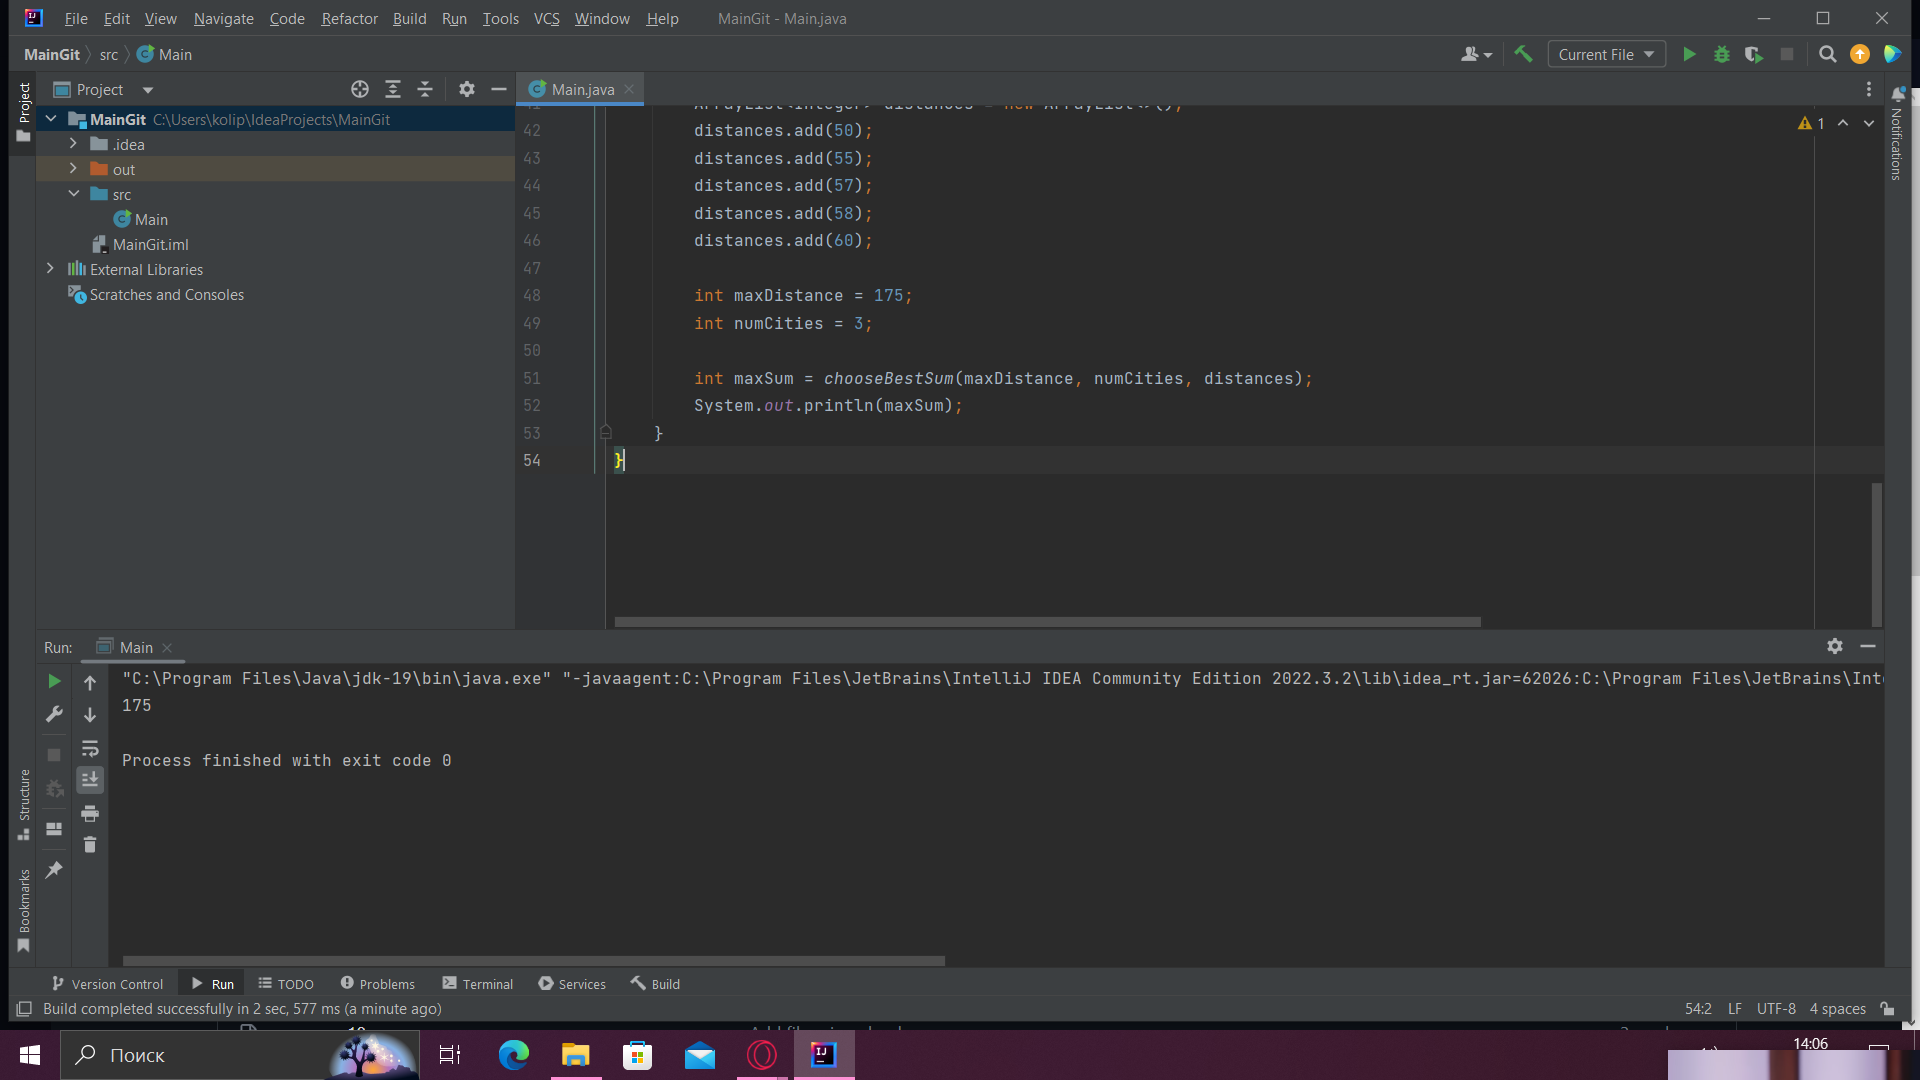 File Edit View Navigate Code Refactor Build Run Tools VCS Window Help MainGit - Main.java
MainGit src Main
Current File
Project
Main.java
MainGit C:\Users\kolip\IdeaProjects\MainGit
.idea
out
src
Main
MainGit.iml
External Libraries
Scratches and Consoles
Project
Structure
Bookmarks
Notifications
1
41 ArrayList<Integer> distances = new ArrayList<>();
42 distances.add(50);
43 distances.add(55);
44 distances.add(57);
45 distances.add(58);
46 distances.add(60);
47
48 int maxDistance = 175;
49 int numCities = 3;
50
51 int maxSum = chooseBestSum(maxDistance, numCities, distances);
52 System.out.println(maxSum);
53 }
54 }
Run: Main
"C:\Program Files\Java\jdk-19\bin\java.exe" "-javaagent:C:\Program Files\JetBrains\IntelliJ IDEA Community Edition 2022.3.2\lib\idea_rt.jar=62026:C:\Program Files\JetBrains\Inte
175
Process finished with exit code 0
Version Control Run TODO Problems Terminal Services Build
Build completed successfully in 2 sec, 577 ms (a minute ago)
54:2 LF UTF-8 4 spaces
Поиск
14:06